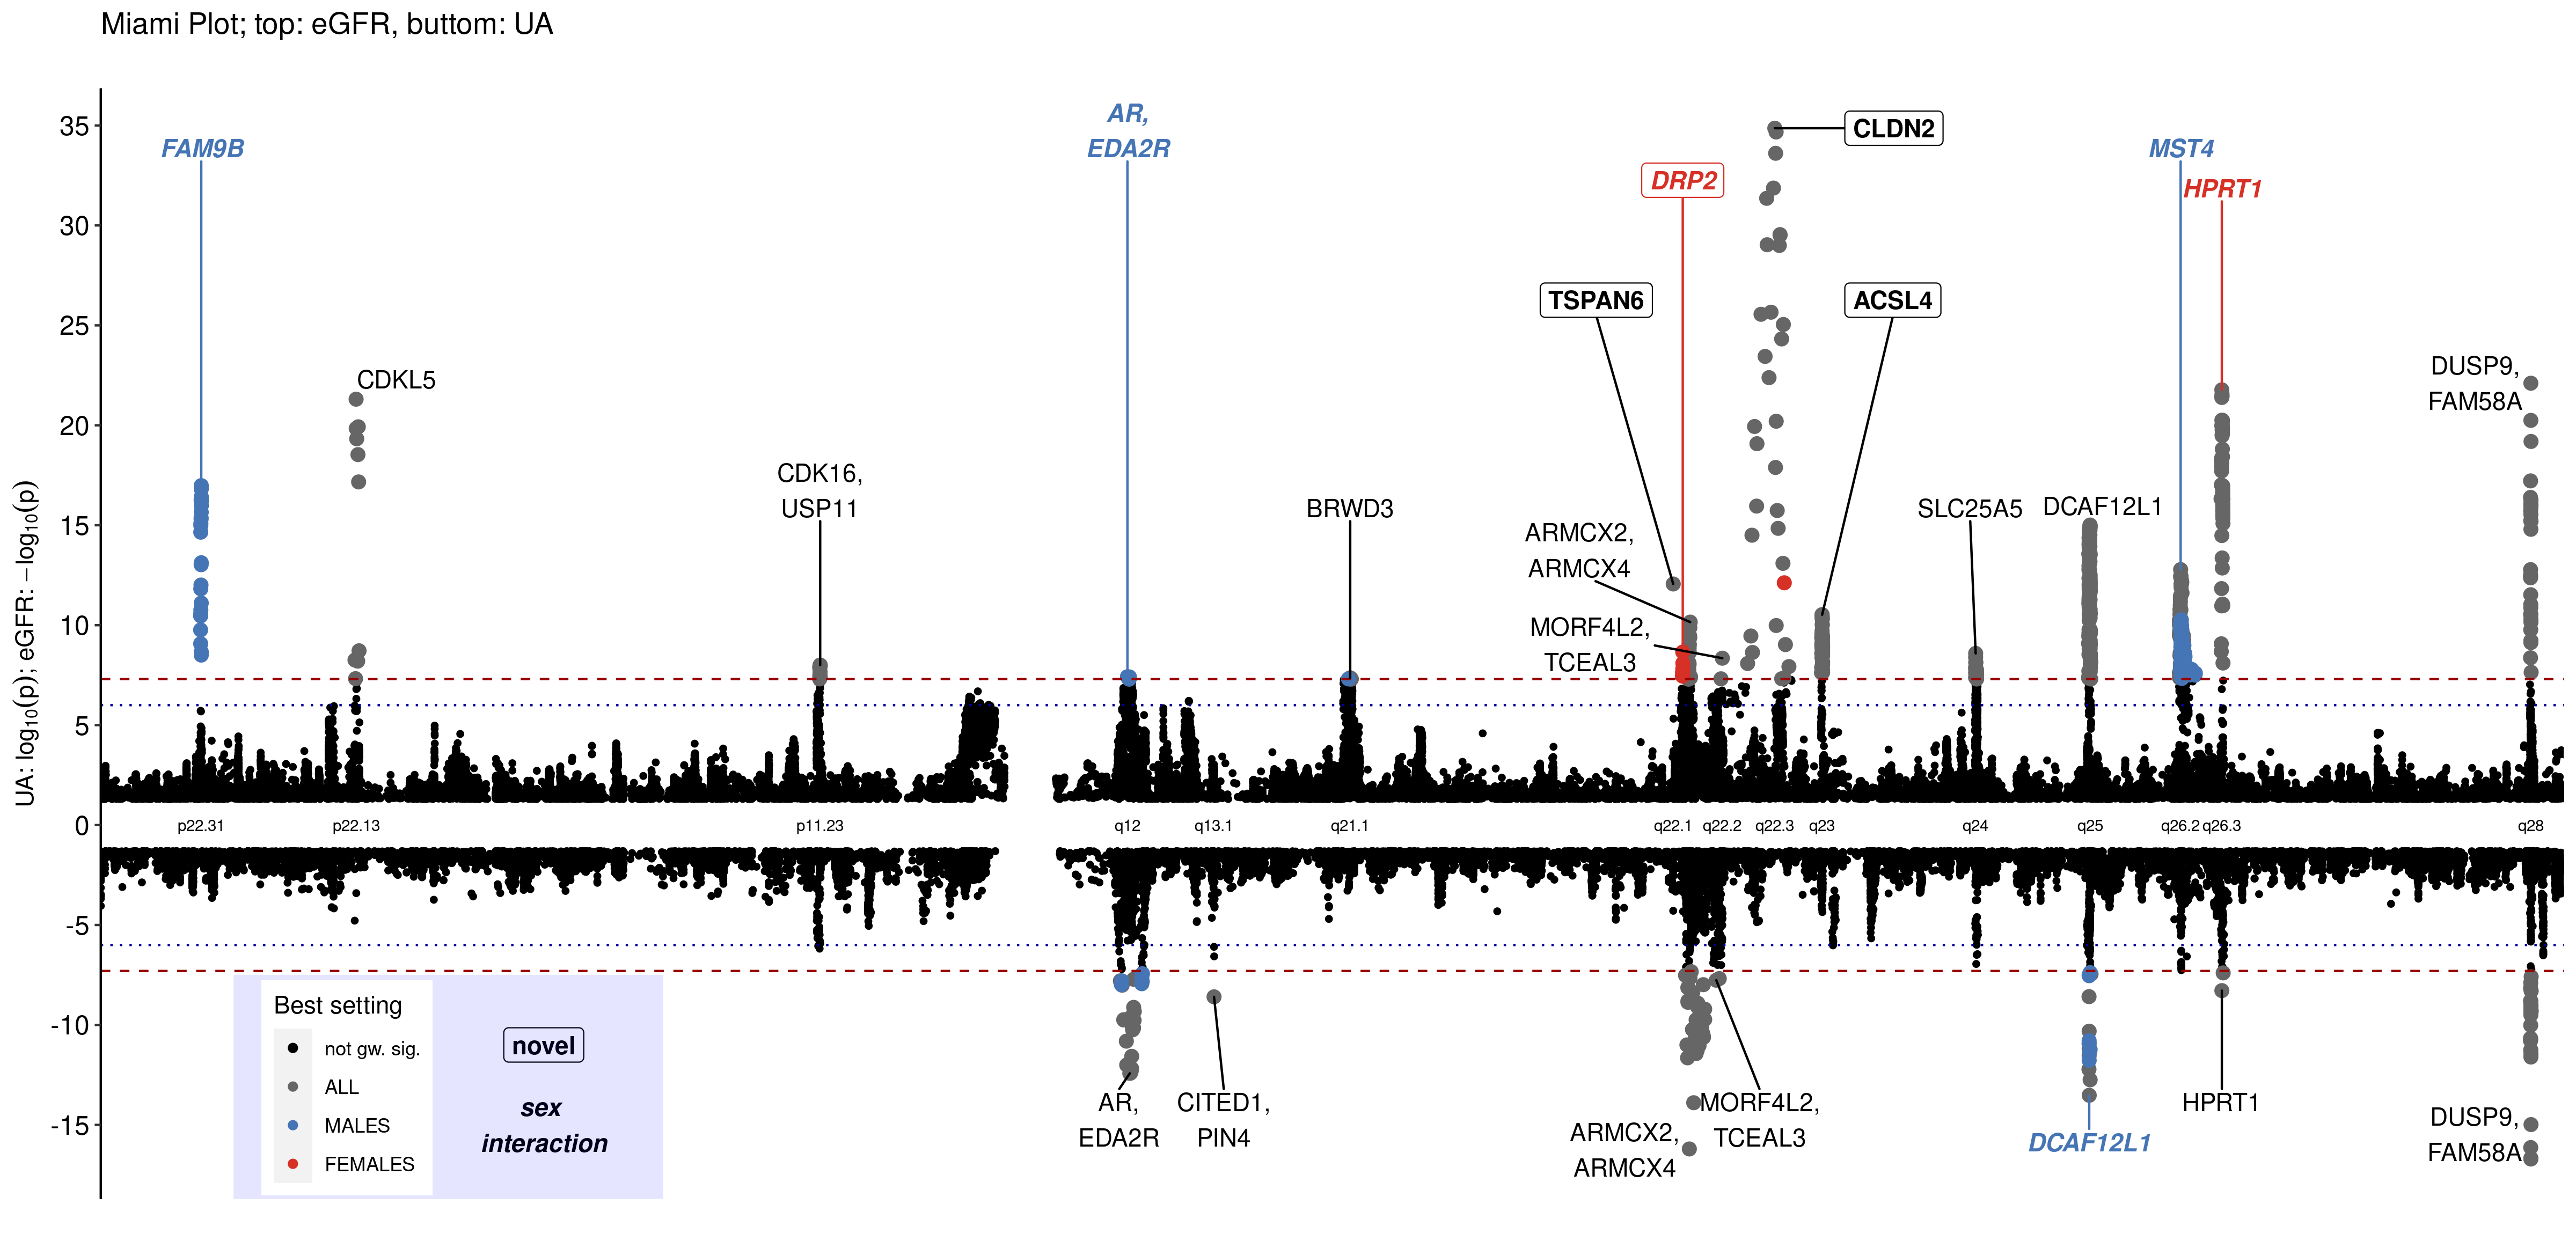 Miami Plot; top: eGFR, buttom: UA
UA: log10(p); eGFR: −log10(p)
35
30
25
20
15
10
5
0
-5
-10
-15
FAM9B
CDKL5
CDK16,
USP11
AR,
EDA2R
BRWD3
ARMCX2,
ARMCX4
MORF4L2,
TCEAL3
TSPAN6
DRP2
CLDN2
ACSL4
SLC25A5
DCAF12L1
MST4
HPRT1
DUSP9,
FAM58A
p22.31
p22.13
p11.23
q12
q13.1
q21.1
q22.1
q22.2
q22.3
q23
q24
q25
q26.2
q26.3
q28
AR,
EDA2R
CITED1,
PIN4
ARMCX2,
ARMCX4
MORF4L2,
TCEAL3
DCAF12L1
HPRT1
DUSP9,
FAM58A
Best setting
not gw. sig.
ALL
MALES
FEMALES
novel
sex
interaction